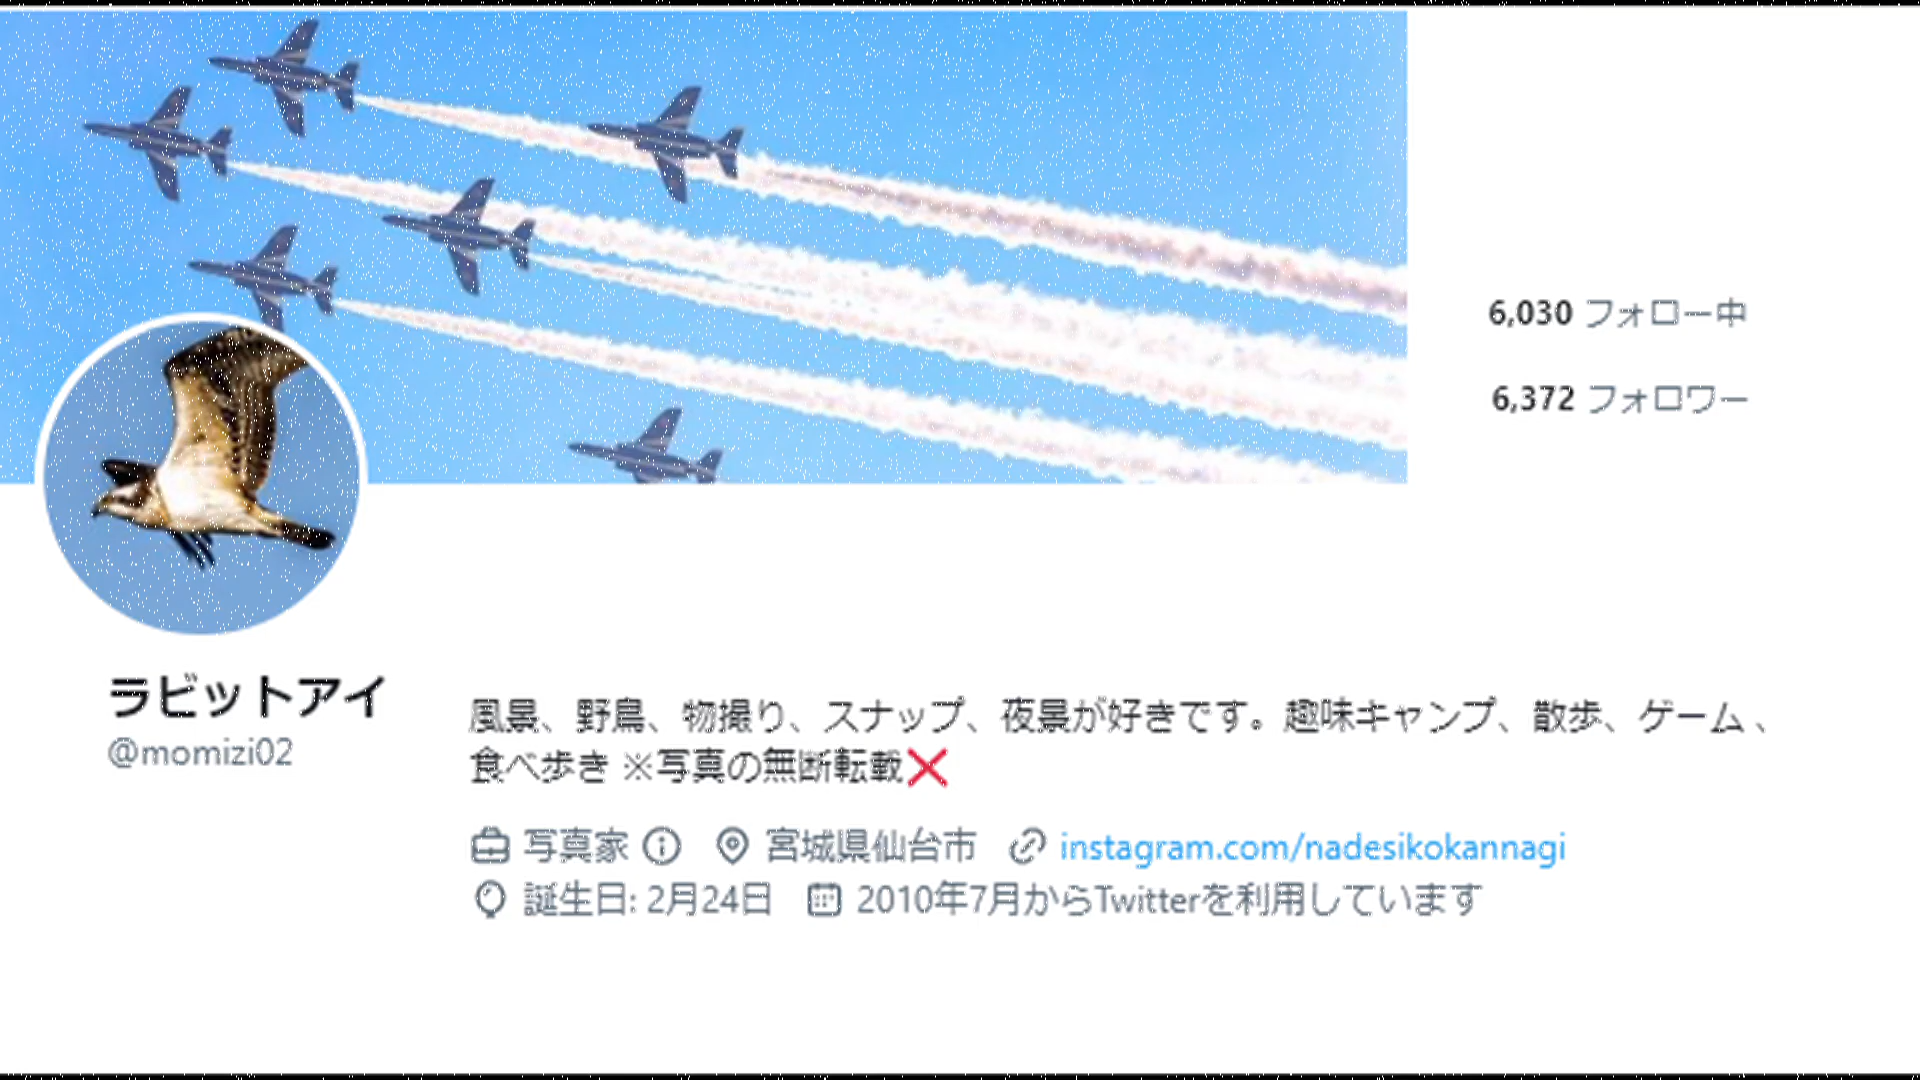 6,030 フォロー中
6,372 フォロワー
ラビットアイ
@momizi02
風景、野鳥、物撮り、スナップ、夜景が好きです。趣味キャンプ、散歩、ゲーム 、
食べ歩き ※写真の無断転載❌
写真家 宮城県仙台市 instagram.com/nadesikokannagi
誕生日: 2月24日 2010年7月からTwitterを利用しています